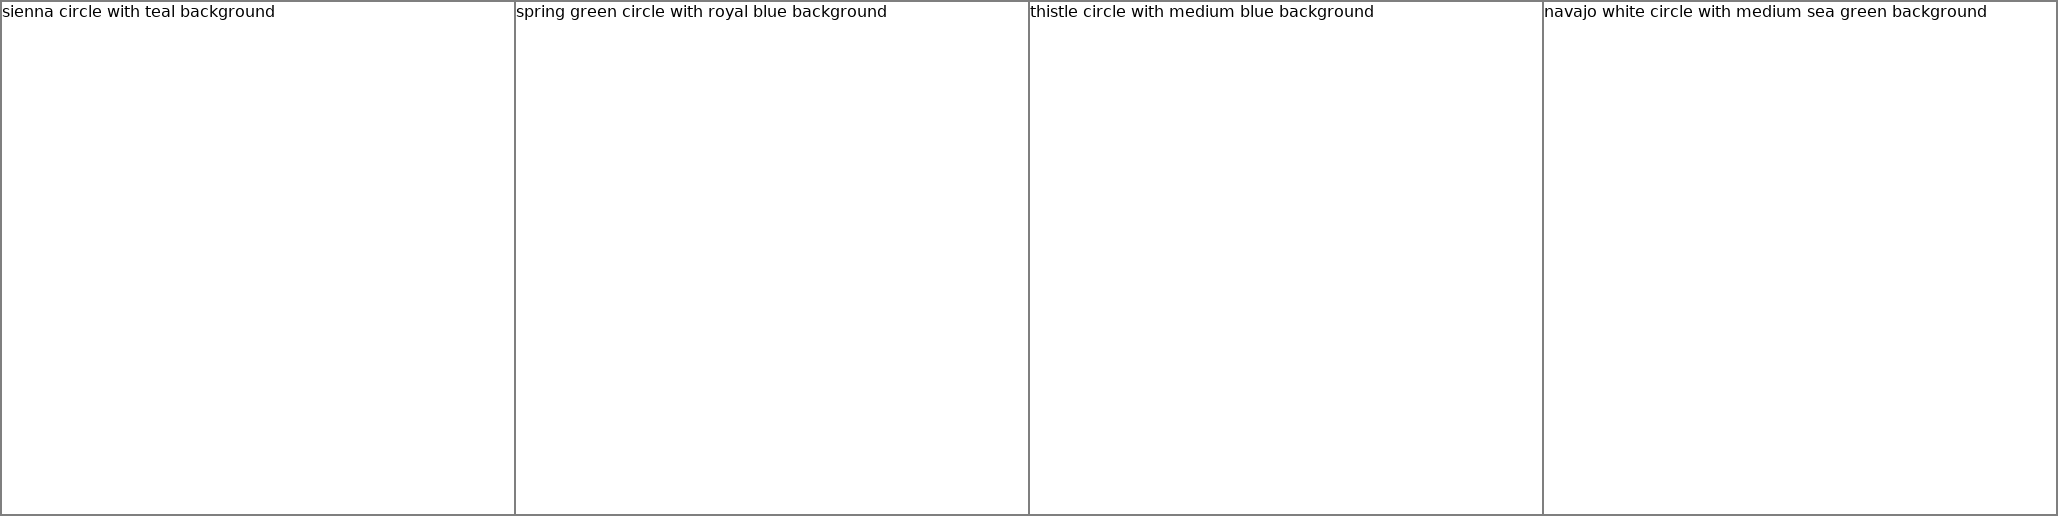 sienna circle with teal background
spring green circle with royal blue background
thistle circle with medium blue background
navajo white circle with medium sea green background